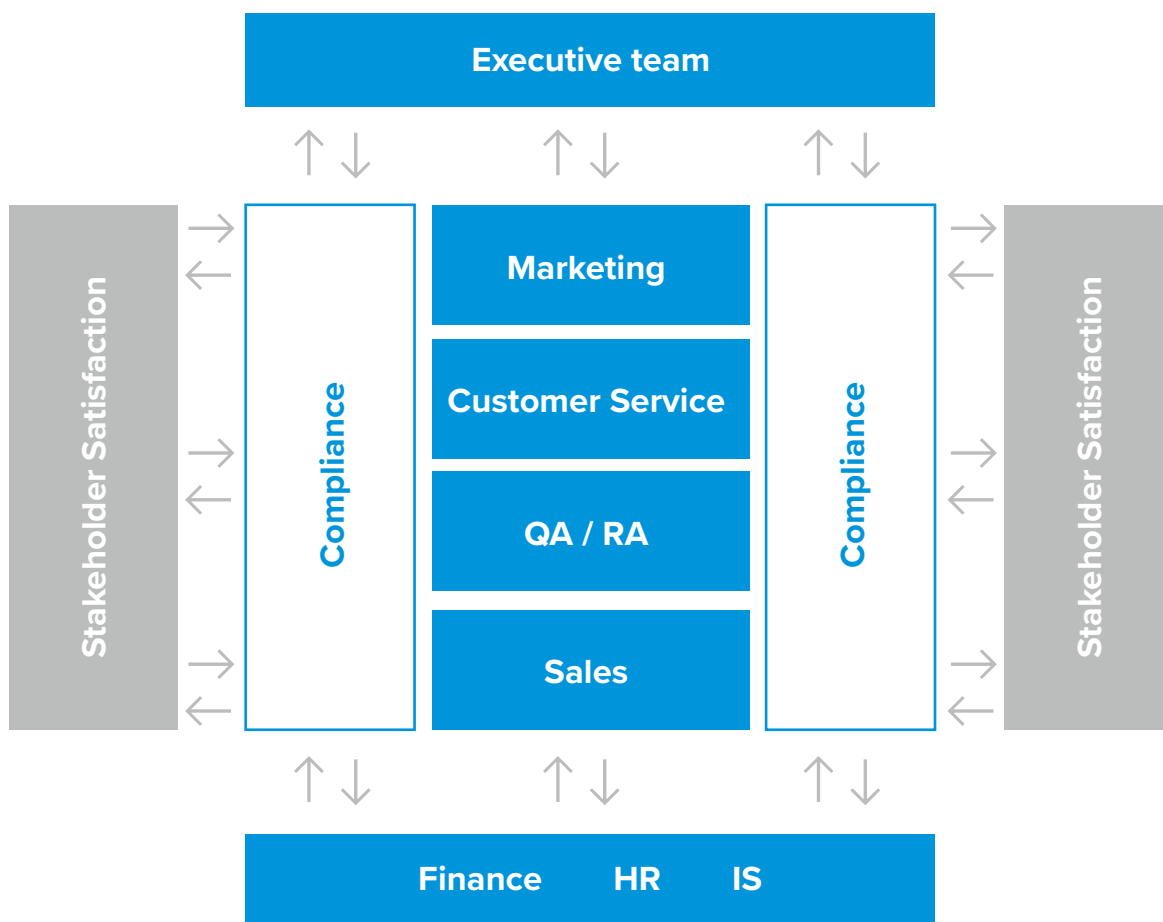 Executive team
Stakeholder Satisfaction
Compliance
Marketing
Customer Service
QA / RA
Sales
Compliance
Stakeholder Satisfaction
Finance HR IS